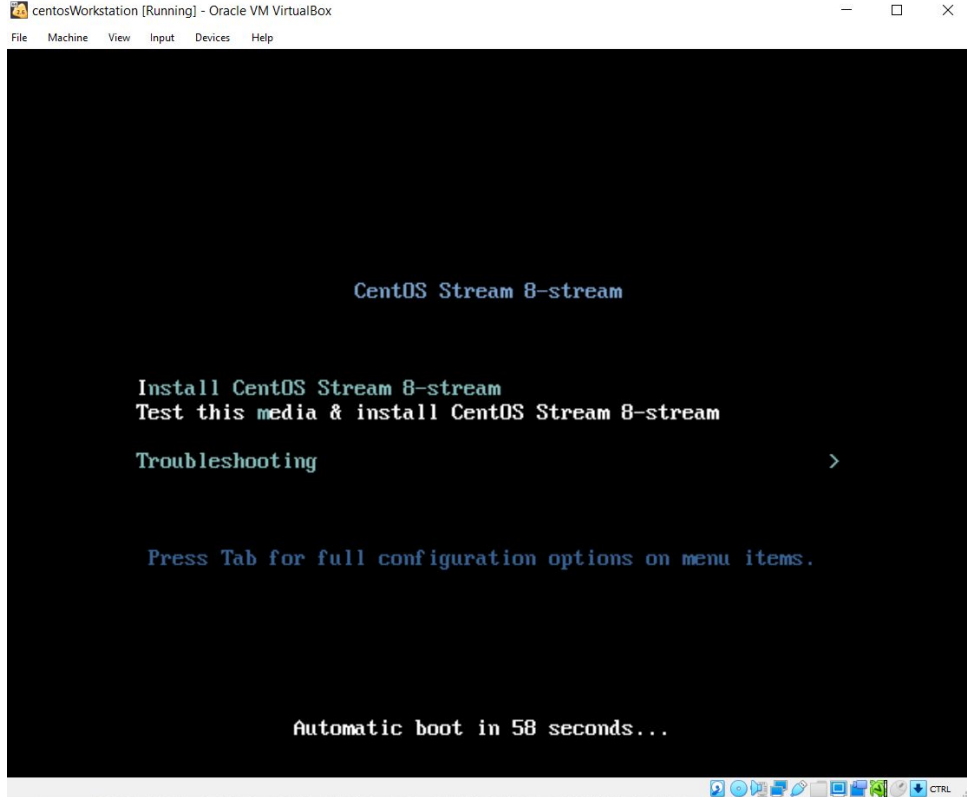 centosWorkstation [Running] - Oracle VM VirtualBox
File Machine View Input Devices Help
CentOS Stream 8-stream
Install CentOS Stream 8-stream
Test this media & install CentOS Stream 8-stream
Troubleshooting >
Press Tab for full configuration options on menu items.
Automatic boot in 58 seconds...
CTRL